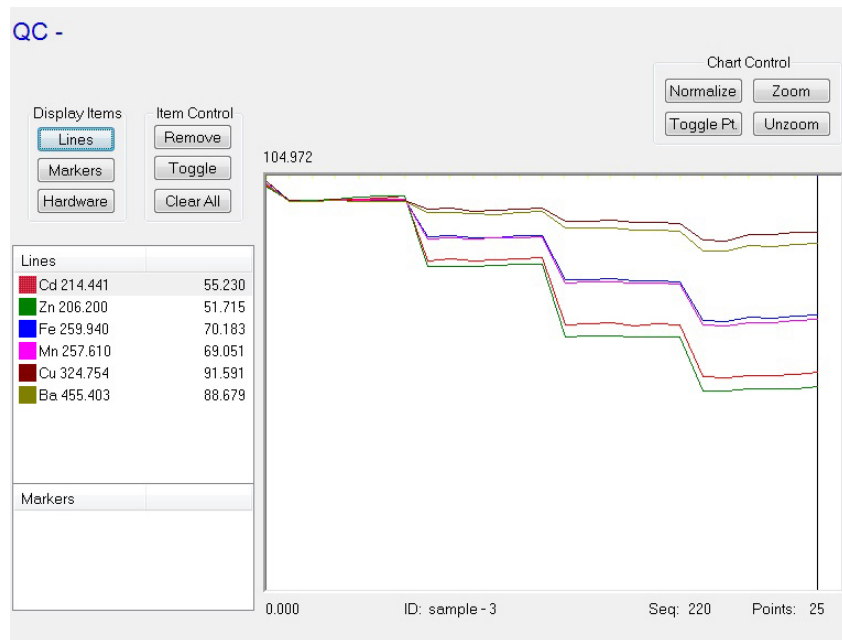 QC -
Chart Control
Normalize Zoom
Toggle Pt. Unzoom
Display Items Item Control
Lines Remove
Markers Toggle
Hardware Clear All
104.972
Lines
Cd 214.441 55.230
Zn 206.200 51.715
Fe 259.940 70.183
Mn 257.610 69.051
Cu 324.754 91.591
Ba 455.403 88.679
Markers
0.000 ID: sample - 3 Seq: 220 Points: 25